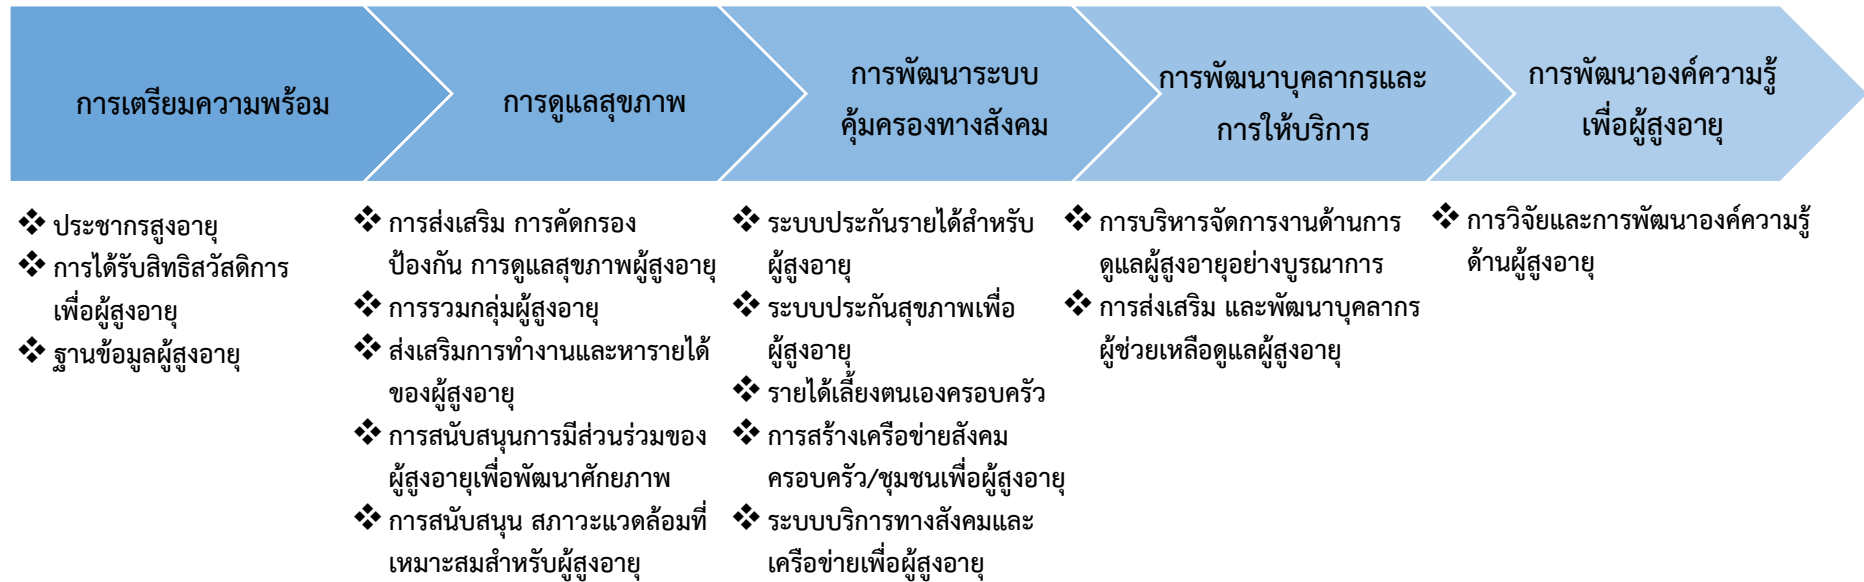 การเตรียมความพร้อม
การดูแลสุขภาพ
การพัฒนาระบบ
คุ้มครองทางสังคม
การพัฒนาบุคลากรและ
การให้บริการ
การพัฒนาองค์ความรู้
เพื่อผู้สูงอายุ
❖ ประชากรสูงอายุ
❖ การได้รับสิทธิสวัสดิการ
เพื่อผู้สูงอายุ
❖ ฐานข้อมูลผู้สูงอายุ
❖ การส่งเสริม การคัดกรอง
ป้องกัน การดูแลสุขภาพผู้สูงอายุ
❖ การรวมกลุ่มผู้สูงอายุ
❖ ส่งเสริมการทำงานและหารายได้
ของผู้สูงอายุ
❖ การสนับสนุนการมีส่วนร่วมของ
ผู้สูงอายุเพื่อพัฒนาศักยภาพ
❖ การสนับสนุน สภาวะแวดล้อมที่
เหมาะสมสำหรับผู้สูงอายุ
❖ ระบบประกันรายได้สำหรับ
ผู้สูงอายุ
❖ ระบบประกันสุขภาพเพื่อ
ผู้สูงอายุ
❖ รายได้เลี้ยงตนเองครอบครัว
❖ การสร้างเครือข่ายสังคม
ครอบครัว/ชุมชนเพื่อผู้สูงอายุ
❖ ระบบบริการทางสังคมและ
เครือข่ายเพื่อผู้สูงอายุ
❖ การบริหารจัดการงานด้านการ
ดูแลผู้สูงอายุอย่างบูรณาการ
❖ การส่งเสริม และพัฒนาบุคลากร
ผู้ช่วยเหลือดูแลผู้สูงอายุ
❖ การวิจัยและการพัฒนาองค์ความรู้
ด้านผู้สูงอายุ